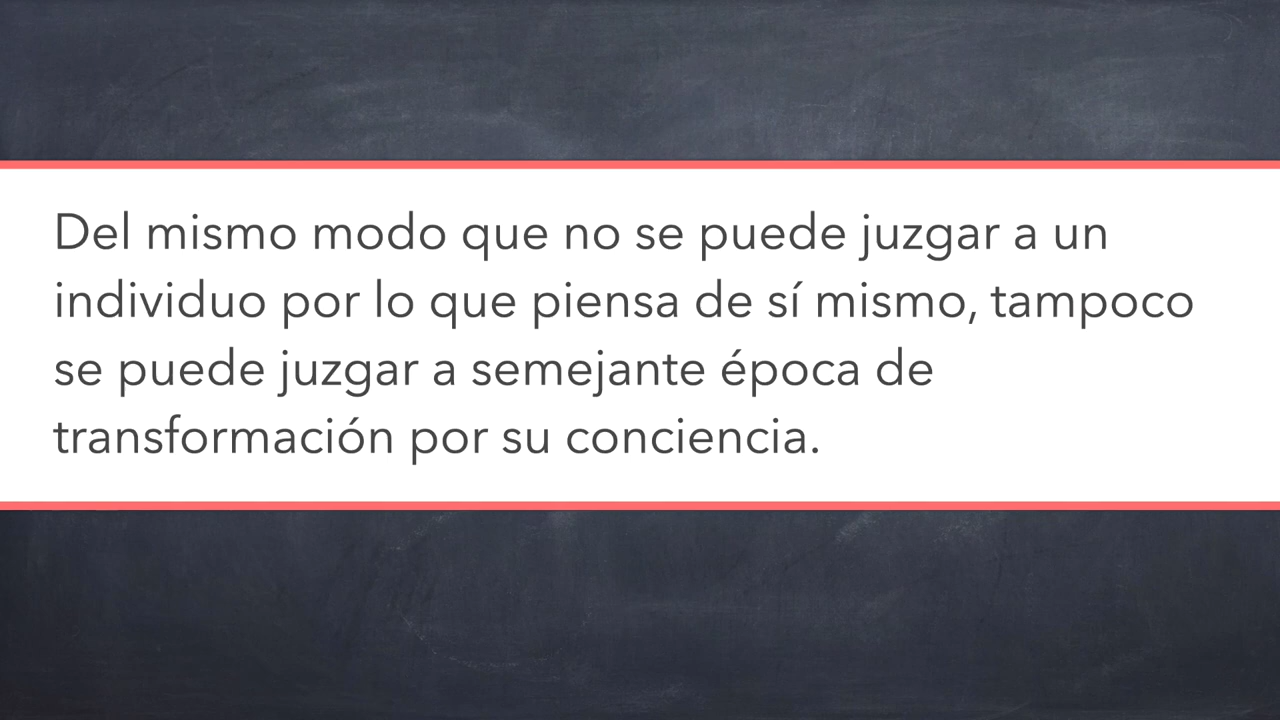 Del mismo modo que no se puede juzgar a un
individuo por lo que piensa de sí mismo, tampoco
se puede juzgar a semejante época de
transformación por su conciencia.